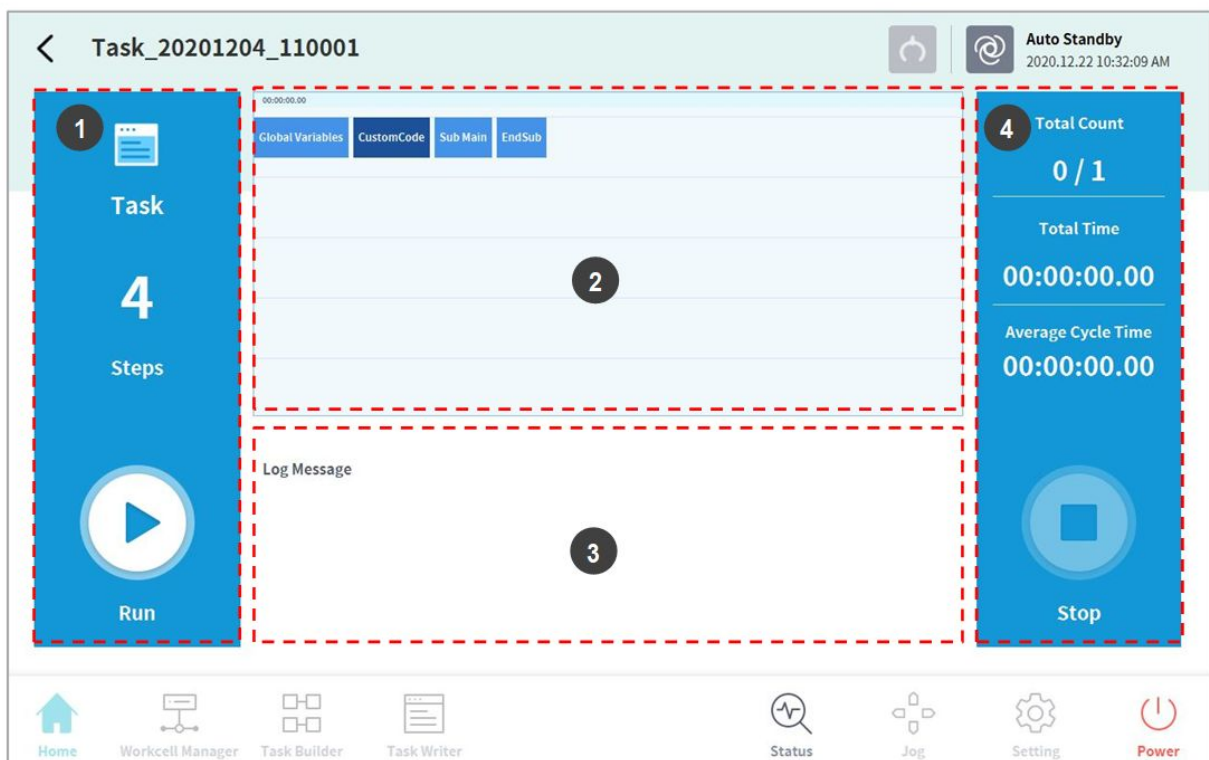 Task_20201204_110001
Auto Standby
2020.12.22 10:32:09 AM
1
Task
4
Steps
Run
00:00:00.00
Global Variables CustomCode Sub Main EndSub
2
Log Message
3
4
Total Count
0 / 1
Total Time
00:00:00.00
Average Cycle Time
00:00:00.00
Stop
Home Workcell Manager Task Builder Task Writer Status Jog Setting Power